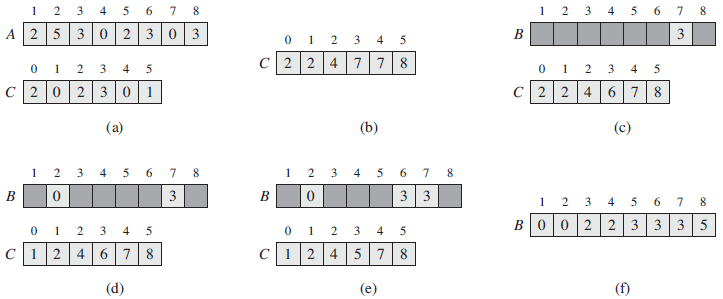 1 2 3 4 5 6 7 8
A 2 5 3 0 2 3 0 3
0 1 2 3 4 5
C 2 0 2 3 0 1
(a)
0 1 2 3 4 5
C 2 2 4 7 7 8
(b)
1 2 3 4 5 6 7 8
B 3
0 1 2 3 4 5
C 2 2 4 6 7 8
(c)
1 2 3 4 5 6 7 8
B 0 3
0 1 2 3 4 5
C 1 2 4 6 7 8
(d)
1 2 3 4 5 6 7 8
B 0 3 3
0 1 2 3 4 5
C 1 2 4 5 7 8
(e)
1 2 3 4 5 6 7 8
B 0 0 2 2 3 3 3 5
(f)